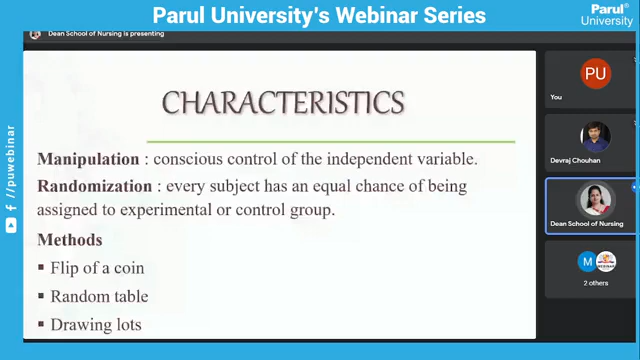 Parul University's Webinar Series
Parul®
University
Dean School of Nursing is presenting
CHARACTERISTICS
Manipulation : conscious control of the independent variable.
Randomization : every subject has an equal chance of being
assigned to experimental or control group.
Methods
▪ Flip of a coin
▪ Random table
▪ Drawing lots
//puwebinar
PU
You
Devraj Chouhan
Dean School of Nursing
M
2 others